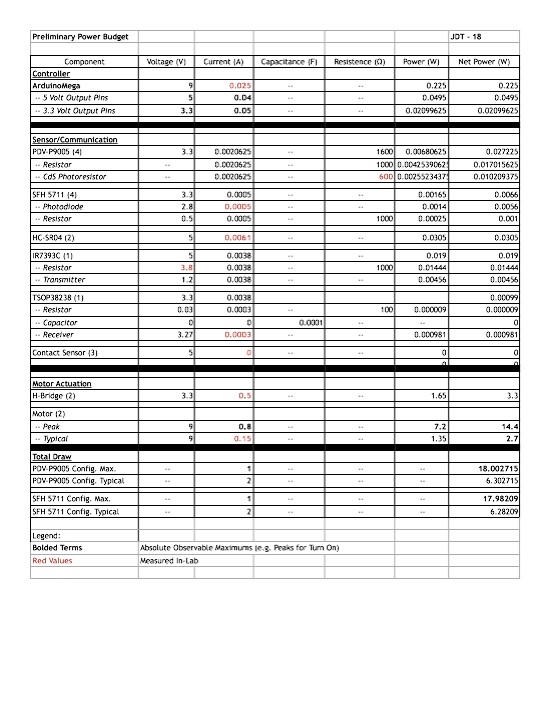 Preliminary Power Budget JDT - 18
Component Voltage (V) Current (A) Capacitance (F) Resistence (Ω) Power (W) Net Power (W)
Controller
ArduinoMega 9 0.025 -- -- 0.225 0.225
-- 5 Volt Output Pins 5 0.04 -- -- 0.0495 0.0495
-- 3.3 Volt Output Pins 3.3 0.05 -- -- 0.02099625 0.02099625
Sensor/Communication
PDV-P9005 (4) 3.3 0.0020625 1600 0.00680625 0.027225
-- Resistor -- 0.0020625 -- 1000 0.0042539062 0.017015625
-- CdS Photoresistor -- 0.0020625 -- 600 0.0025523437 0.010209375
SFH 5711 (4) 3.3 0.0005 -- -- 0.00165 0.0066
-- Photodiode 2.8 0.0005 -- -- 0.0014 0.0056
-- Resistor 0.5 0.0005 -- 1000 0.00025 0.001
HC-SR04 (2) 5 0.0061 -- -- 0.0305 0.0305
IR7393C (1) 5 0.0038 -- -- 0.019 0.019
-- Resistor 3.8 0.0038 -- 1000 0.01444 0.01444
-- Transmitter 1.2 0.0038 -- -- 0.00456 0.00456
TSOP38238 (1) 3.3 0.0038 0.00099
-- Resistor 0.03 0.0003 -- 100 0.000009 0.000009
-- Capacitor 0 0 0.0001 -- -- 0
-- Receiver 3.27 0.0003 -- -- 0.000981 0.000981
Contact Sensor (3) 5 0 -- -- 0 0
0 0
Motor Actuation
H-Bridge (2) 3.3 0.5 -- -- 1.65 3.3
Motor (2)
-- Peak 9 0.8 -- -- 7.2 14.4
-- Typical 9 0.15 -- -- 1.35 2.7
Total Draw
PDV-P9005 Config. Max. -- 1 -- -- -- 18.002715
PDV-P9005 Config. Typical -- 2 -- -- -- 6.302715
SFH 5711 Config. Max. -- 1 -- -- -- 17.98209
SFH 5711 Config. Typical -- 2 -- -- -- 6.28209
Legend:
Bolded Terms Absolute Observable Maximums (e.g. Peaks for Turn On)
Red Values Measured In-Lab